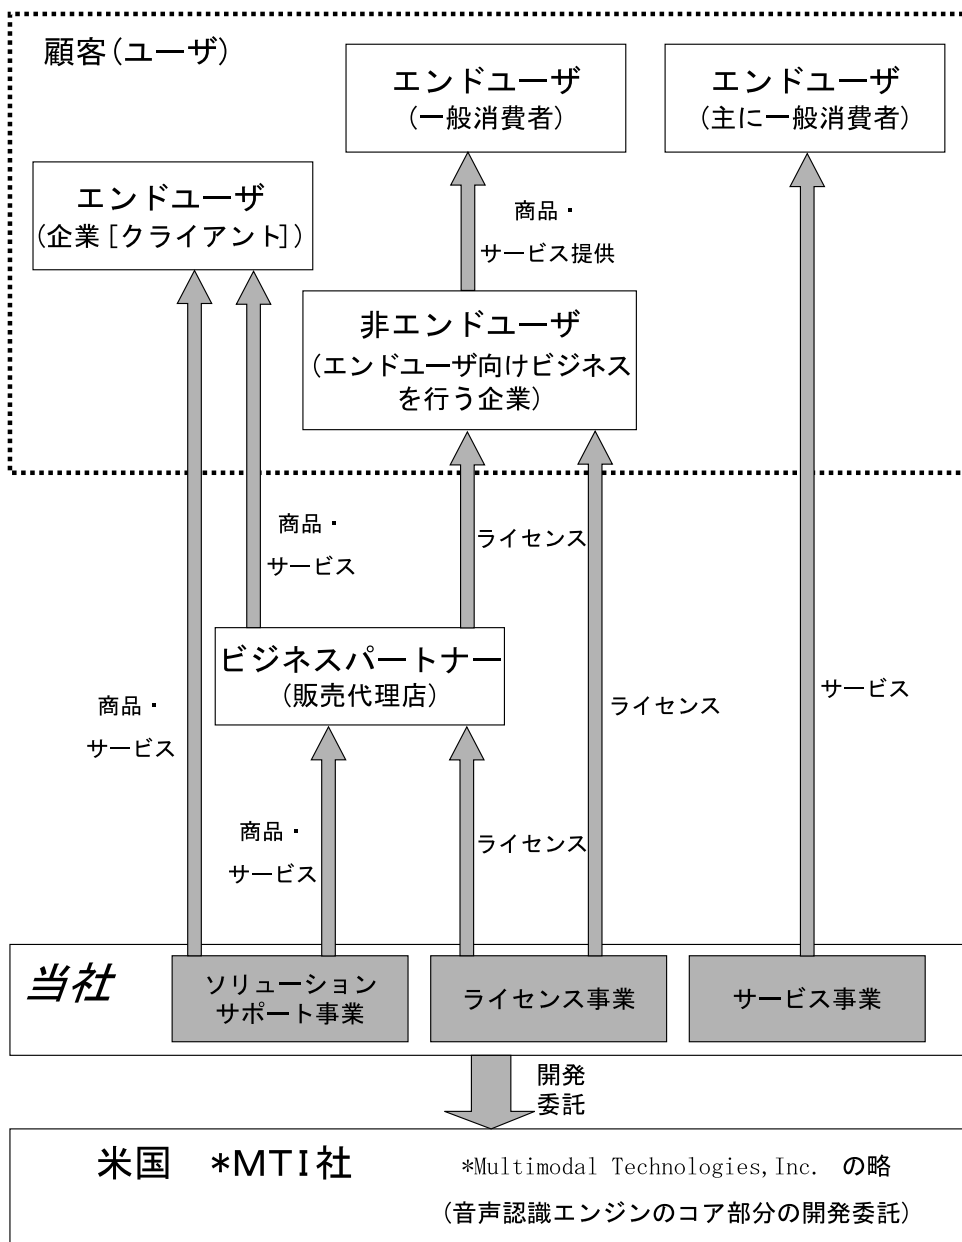 顧客(ユーザ)
エンドユーザ
(一般消費者)
エンドユーザ
(主に一般消費者)
エンドユーザ
(企業[クライアント])
商品・
サービス提供
非エンドユーザ
(エンドユーザ向けビジネス
を行う企業)
商品・
サービス
ライセンス
ビジネスパートナー
(販売代理店)
商品・
サービス
ライセンス
サービス
商品・
サービス
ライセンス
当社
ソリューション
サポート事業
ライセンス事業
サービス事業
開発
委託
米国 *MTI社
*Multimodal Technologies,Inc. の略
(音声認識エンジンのコア部分の開発委託)